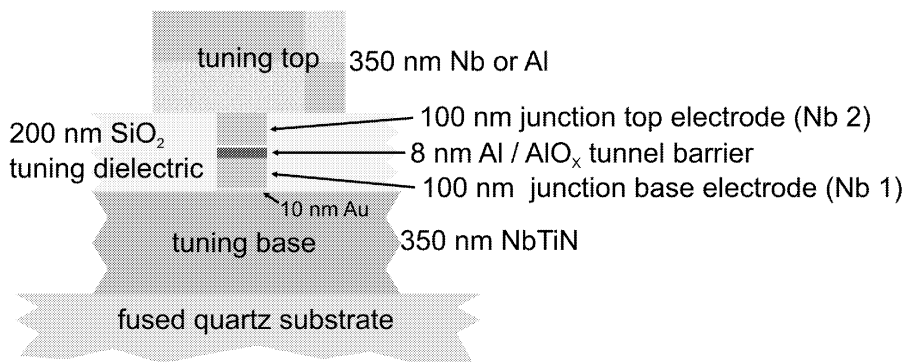 tuning top
350 nm Nb or Al
200 nm SiO₂
tuning dielectric
100 nm junction top electrode (Nb 2)
8 nm Al / AlOₓ tunnel barrier
100 nm junction base electrode (Nb 1)
10 nm Au
tuning base
350 nm NbTiN
fused quartz substrate